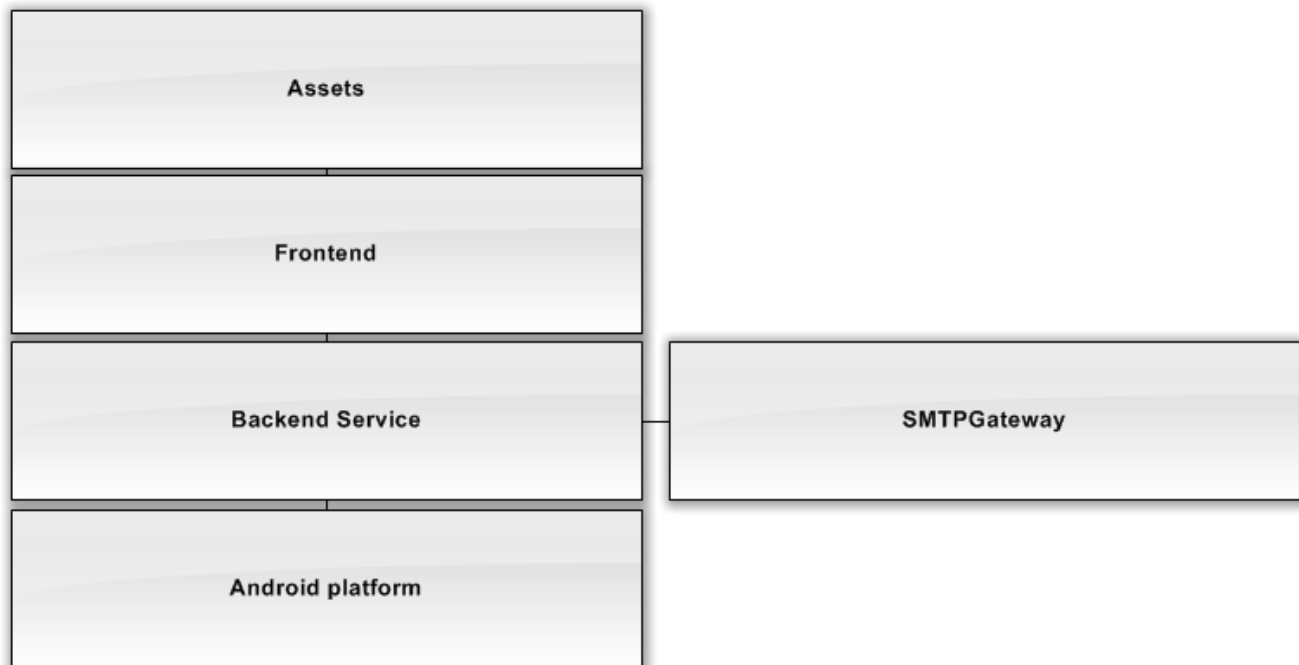 Assets
Frontend
Backend Service
SMTPGateway
Android platform